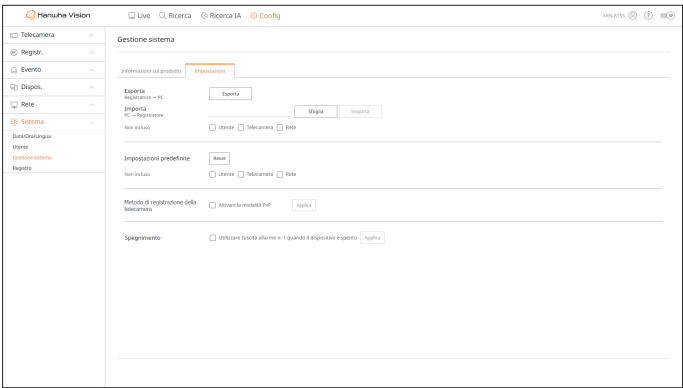 Hanwha Vision
Live Ricerca Ricerca IA Config
XRN-815S
Telecamera
Registr.
Evento
Dispos.
Rete
Sistema
Data/Ora/Lingua
Utente
Gestione sistema
Registro
Gestione sistema
Informazioni sul prodotto Impostazioni
Esporta Esporta
Registratore → PC
Importa Sfoglia Importa
PC → Registratore
Non incluso Utente Telecamera Rete
Impostazioni predefinite Reset
Non incluso Utente Telecamera Rete
Metodo di registrazione della Attivare la modalità PnP Applica
telecamera
Spegnimento Utilizzare l'uscita allarme n. 1 quando il dispositivo è spento Applica